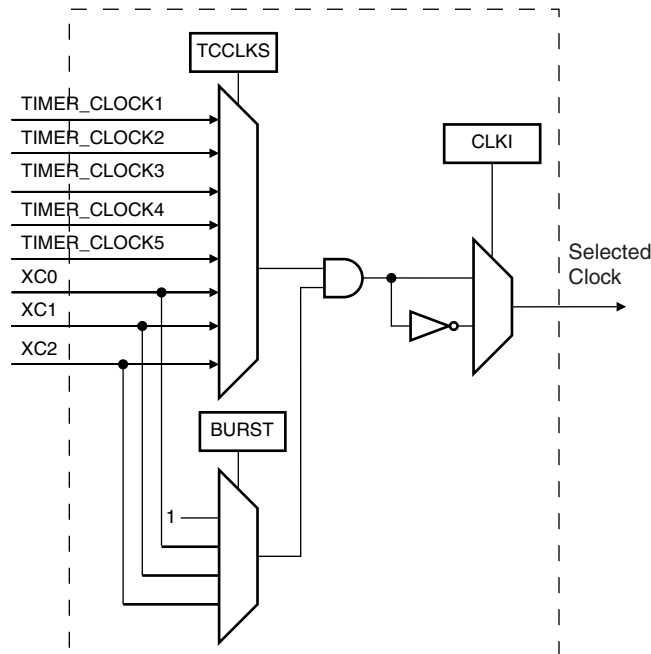 TCCLKS
TIMER_CLOCK1
TIMER_CLOCK2
TIMER_CLOCK3
TIMER_CLOCK4
TIMER_CLOCK5
XC0
XC1
XC2
CLKI
Selected
Clock
BURST
1